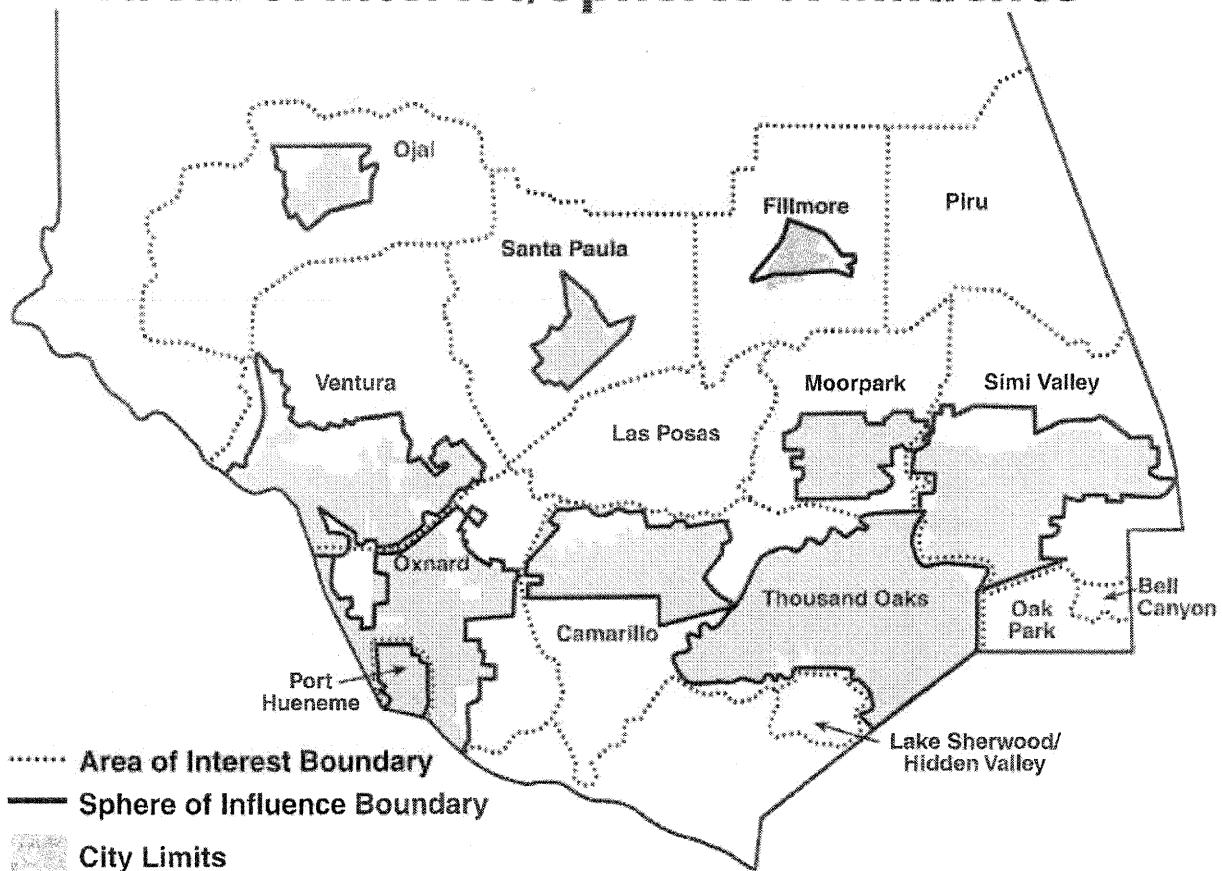 Ojai
Piru
Fillmore
Santa Paula
Ventura
Moorpark
Simi Valley
Las Posas
Oxnard
Thousand Oaks
Bell
Canyon
Oak
Park
Camarillo
Port
Hueneme
Lake Sherwood/
Hidden Valley
Area of Interest Boundary
Sphere of Influence Boundary
City Limits